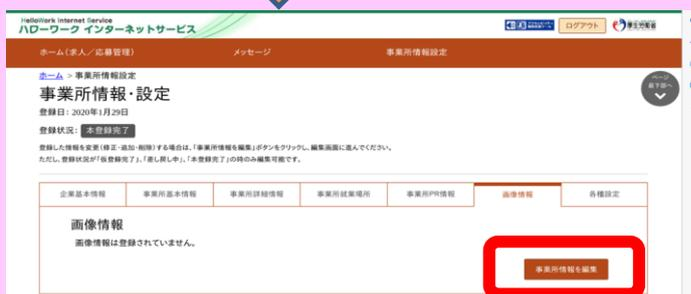 HelloWork Internet Service
ハローワーク インターネットサービス
ログアウト
厚生労働省
ホーム(求人/応募管理)
メッセージ
事業所情報設定
ホーム > 事業所情報設定
事業所情報・設定
登録日: 2020年1月29日
登録状況: 本登録完了
登録した情報を変更(修正・追加・削除)する場合は、「事業所情報を編集」ボタンをクリックし、編集画面に進んでください。
ただし、登録状況が「仮登録完了」、「差し戻し中」、「本登録完了」の時のみ編集可能です。
ページ
最下部へ
企業基本情報
事業所基本情報
事業所詳細情報
事業所就業場所
事業所PR情報
画像情報
各種設定
画像情報
画像情報は登録されていません。
事業所情報を編集